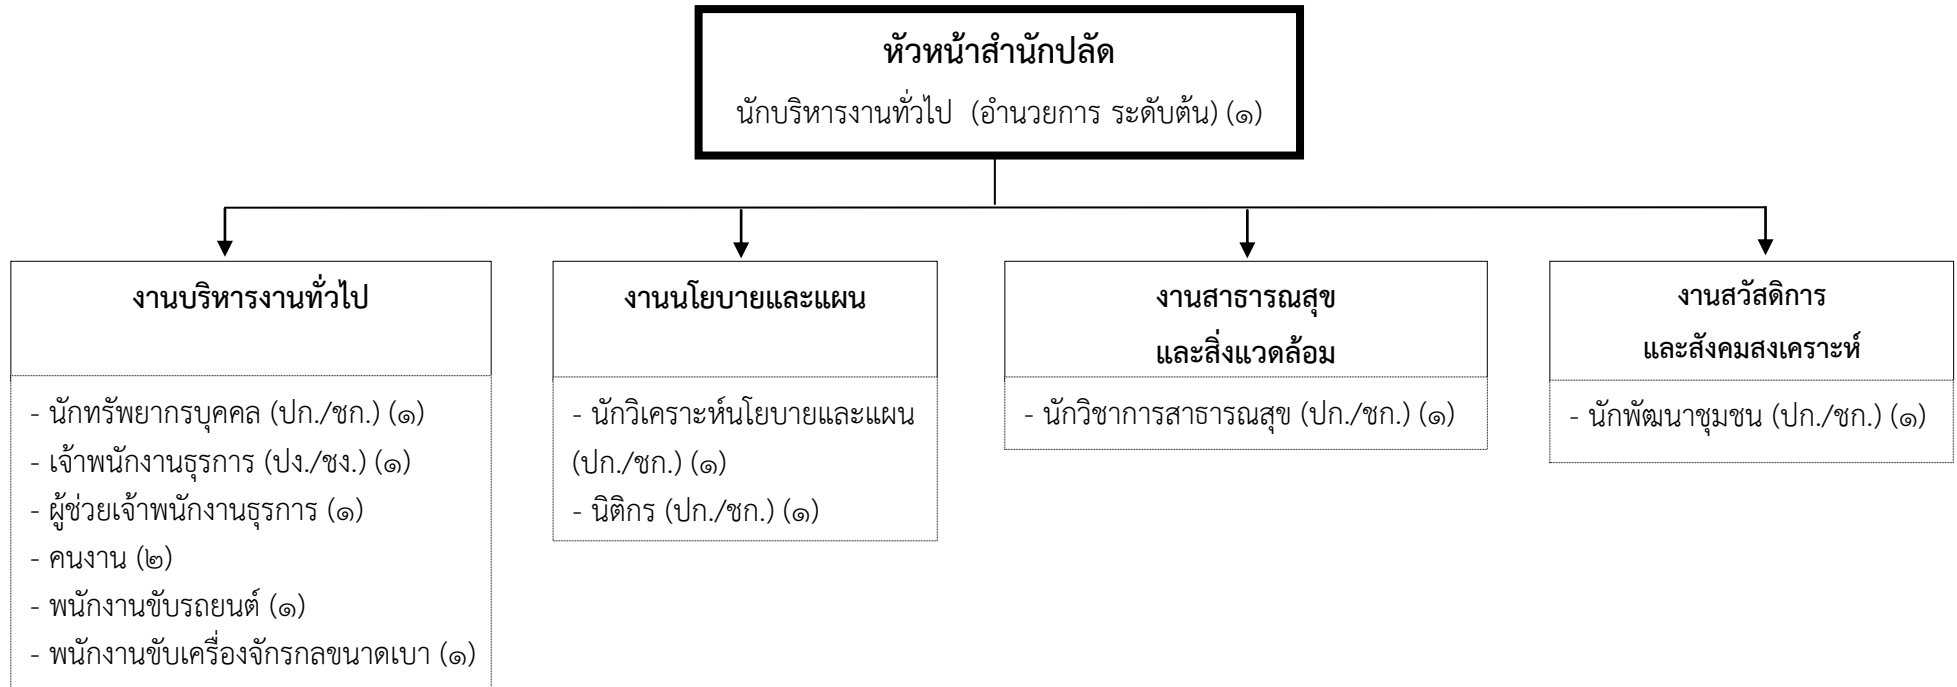 หัวหน้าสำนักปลัด
นักบริหารงานทั่วไป (อำนวยการ ระดับต้น) (๑)
งานบริหารงานทั่วไป
- นักทรัพยากรบุคคล (ปก./ชก.) (๑)
- เจ้าพนักงานธุรการ (ปง./ชง.) (๑)
- ผู้ช่วยเจ้าพนักงานธุรการ (๑)
- คนงาน (๒)
- พนักงานขับรถยนต์ (๑)
- พนักงานขับเครื่องจักรกลขนาดเบา (๑)
งานนโยบายและแผน
- นักวิเคราะห์นโยบายและแผน
(ปก./ชก.) (๑)
- นิติกร (ปก./ชก.) (๑)
งานสาธารณสุข
และสิ่งแวดล้อม
- นักวิชาการสาธารณสุข (ปก./ชก.) (๑)
งานสวัสดิการ
และสังคมสงเคราะห์
- นักพัฒนาชุมชน (ปก./ชก.) (๑)